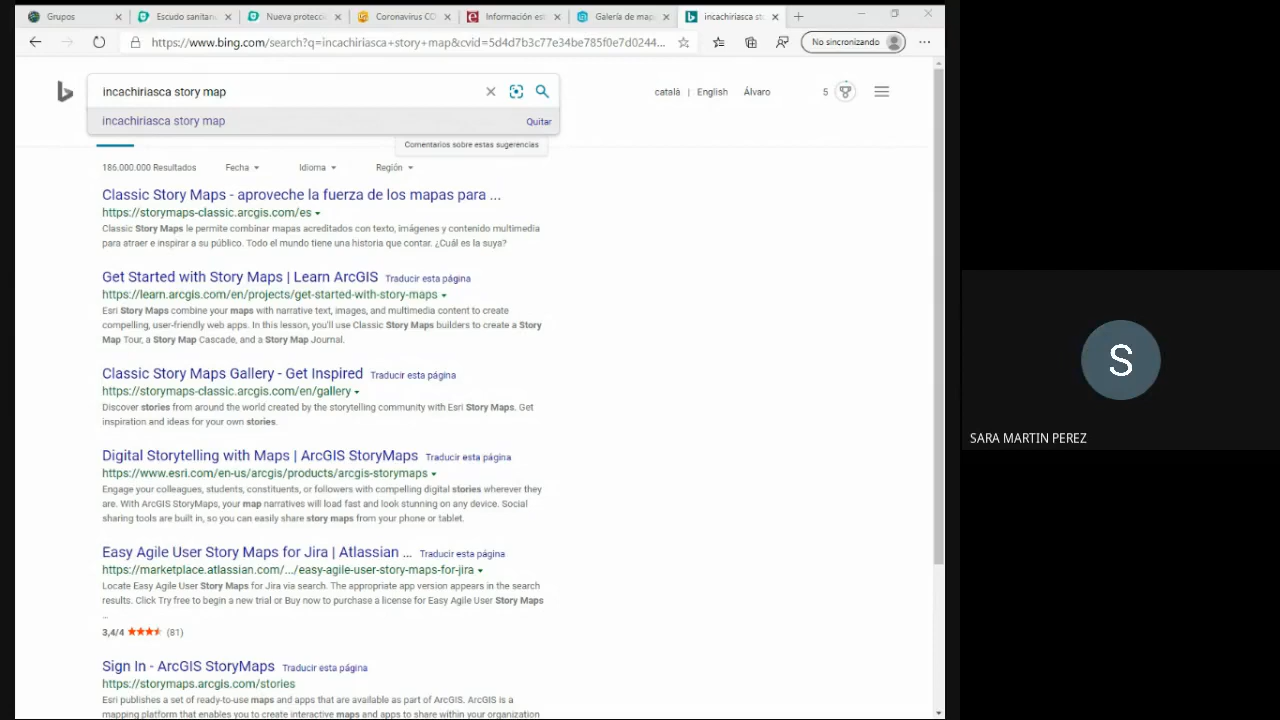 Grupos
Escudo sanitari
Nueva protecci
Coronavirus CO
Información es
Galería de map
incachiriasca st
https://www.bing.com/search?q=incachiriasca+story+map&cvid=5d4d7b3c77e34be785f0e7d0244...
No sincronizando
incachiriasca story map
català | English Álvaro 5
incachiriasca story map Quitar
Comentarios sobre estas sugerencias
186.000.000 Resultados Fecha Idioma Región
Classic Story Maps - aproveche la fuerza de los mapas para ...
https://storymaps-classic.arcgis.com/es
Classic Story Maps le permite combinar mapas acreditados con texto, imágenes y contenido multimedia
para atraer e inspirar a su público. Todo el mundo tiene una historia que contar. ¿Cuál es la suya?
Get Started with Story Maps | Learn ArcGIS Traducir esta página
https://learn.arcgis.com/en/projects/get-started-with-story-maps
Esri Story Maps combine your maps with narrative text, images, and multimedia content to create
compelling, user-friendly web apps. In this lesson, you'll use Classic Story Maps builders to create a Story
Map Tour, a Story Map Cascade, and a Story Map Journal.
Classic Story Maps Gallery - Get Inspired Traducir esta página
https://storymaps-classic.arcgis.com/en/gallery
Discover stories from around the world created by the storytelling community with Esri Story Maps. Get
inspiration and ideas for your own stories.
Digital Storytelling with Maps | ArcGIS StoryMaps Traducir esta página
https://www.esri.com/en-us/arcgis/products/arcgis-storymaps
Engage your colleagues, students, constituents, or followers with compelling digital stories wherever they
are. With ArcGIS StoryMaps, your map narratives will load fast and look stunning on any device. Social
sharing tools are built in, so you can easily share story maps from your phone or tablet.
Easy Agile User Story Maps for Jira | Atlassian ... Traducir esta página
https://marketplace.atlassian.com/.../easy-agile-user-story-maps-for-jira
Locate Easy Agile User Story Maps for Jira via search. The appropriate app version appears in the search
results. Click Try free to begin a new trial or Buy now to purchase a license for Easy Agile User Story Maps
...
3,4/4 (81)
Sign In - ArcGIS StoryMaps Traducir esta página
https://storymaps.arcgis.com/stories
Esri publishes a set of ready-to-use maps and apps that are available as part of ArcGIS. ArcGIS is a
mapping platform that enables you to create interactive maps and apps to share within your organization
S
SARA MARTIN PEREZ